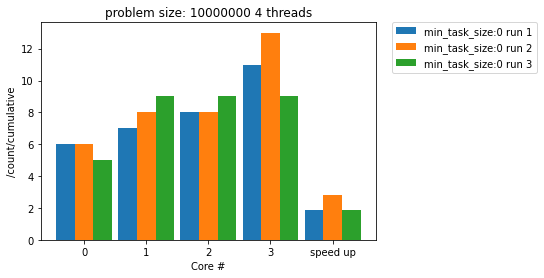 problem size: 10000000 4 threads
min_task_size:0 run 1
min_task_size:0 run 2
min_task_size:0 run 3
/count/cumulative
12
10
8
6
4
2
0
0 1 2 3 speed up
Core #